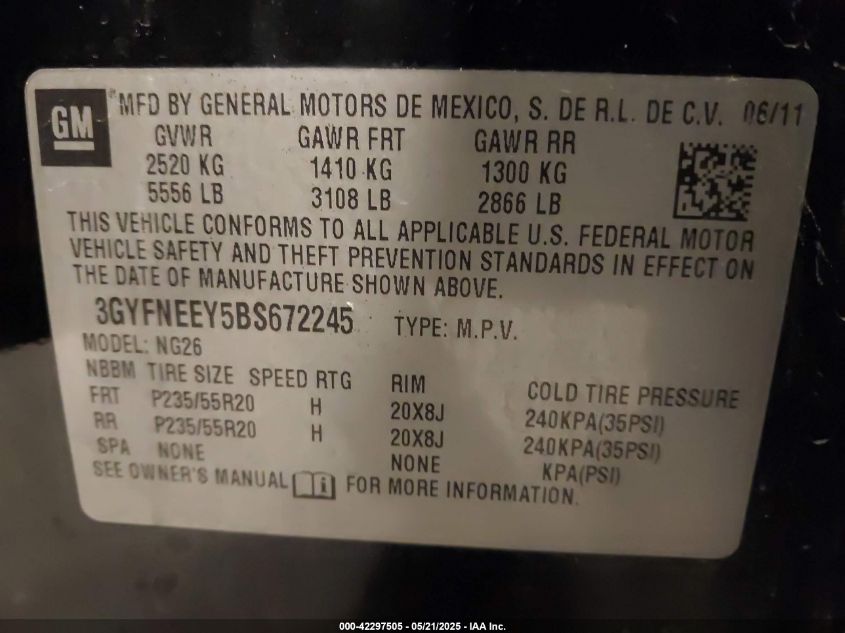 GM
MFD BY GENERAL MOTORS DE MEXICO, S. DE R.L. DE C.V. 06/11
GVWR GAWR FRT GAWR RR
2520 KG 1410 KG 1300 KG
5556 LB 3108 LB 2866 LB
THIS VEHICLE CONFORMS TO ALL APPLICABLE U.S. FEDERAL MOTOR
VEHICLE SAFETY AND THEFT PREVENTION STANDARDS IN EFFECT ON
THE DATE OF MANUFACTURE SHOWN ABOVE.
3GYFNEEY5BS672245 TYPE: M.P.V.
MODEL: NG26
NBBM TIRE SIZE SPEED RTG RIM COLD TIRE PRESSURE
FRT P235/55R20 H 20X8J 240KPA(35PSI)
RR P235/55R20 H 20X8J 240KPA(35PSI)
SPA NONE NONE KPA(PSI)
SEE OWNER'S MANUAL FOR MORE INFORMATION.
000-42297505 - 05/21/2025 - IAA Inc.